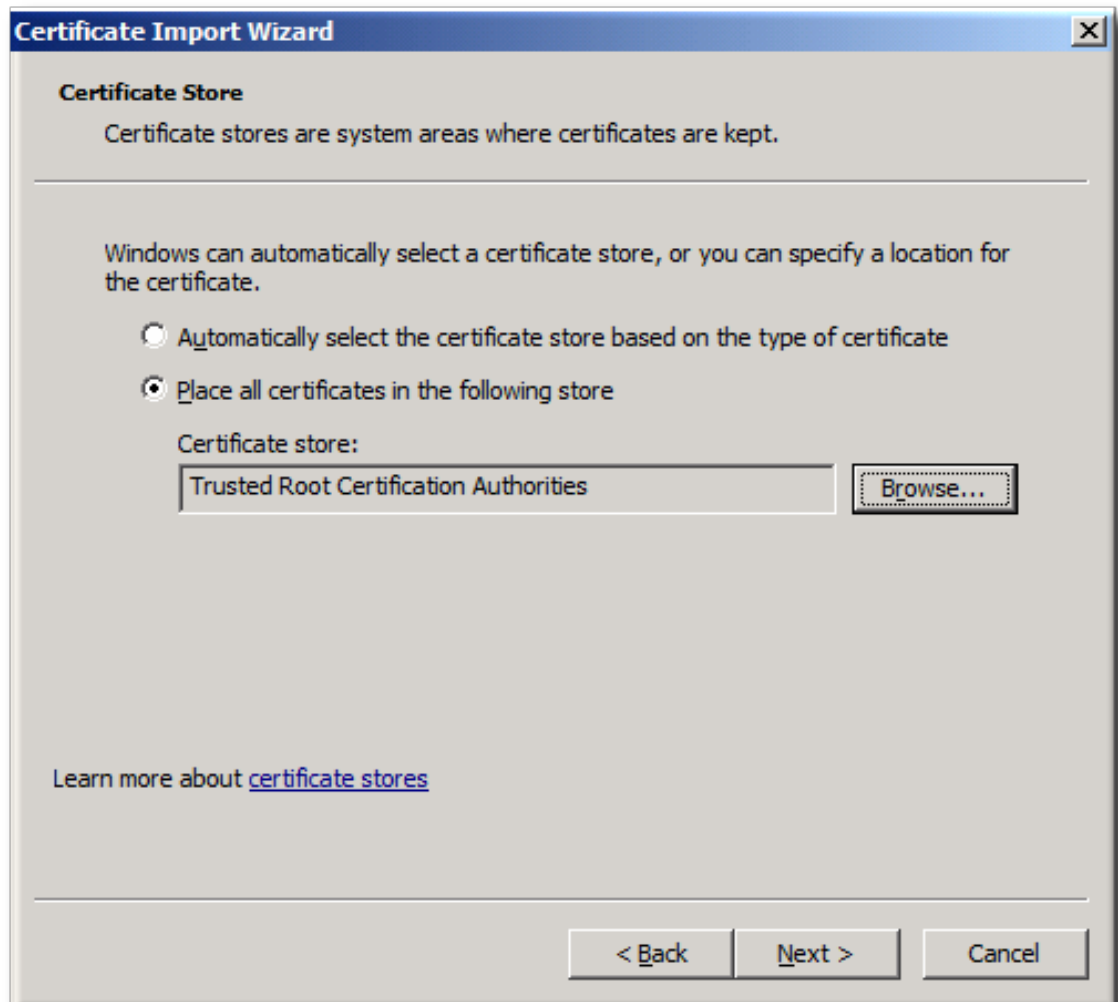 Certificate Import Wizard
Certificate Store
Certificate stores are system areas where certificates are kept.
Windows can automatically select a certificate store, or you can specify a location for
the certificate.
Automatically select the certificate store based on the type of certificate
Place all certificates in the following store
Certificate store:
Trusted Root Certification Authorities
Browse...
Learn more about certificate stores
< Back
Next >
Cancel